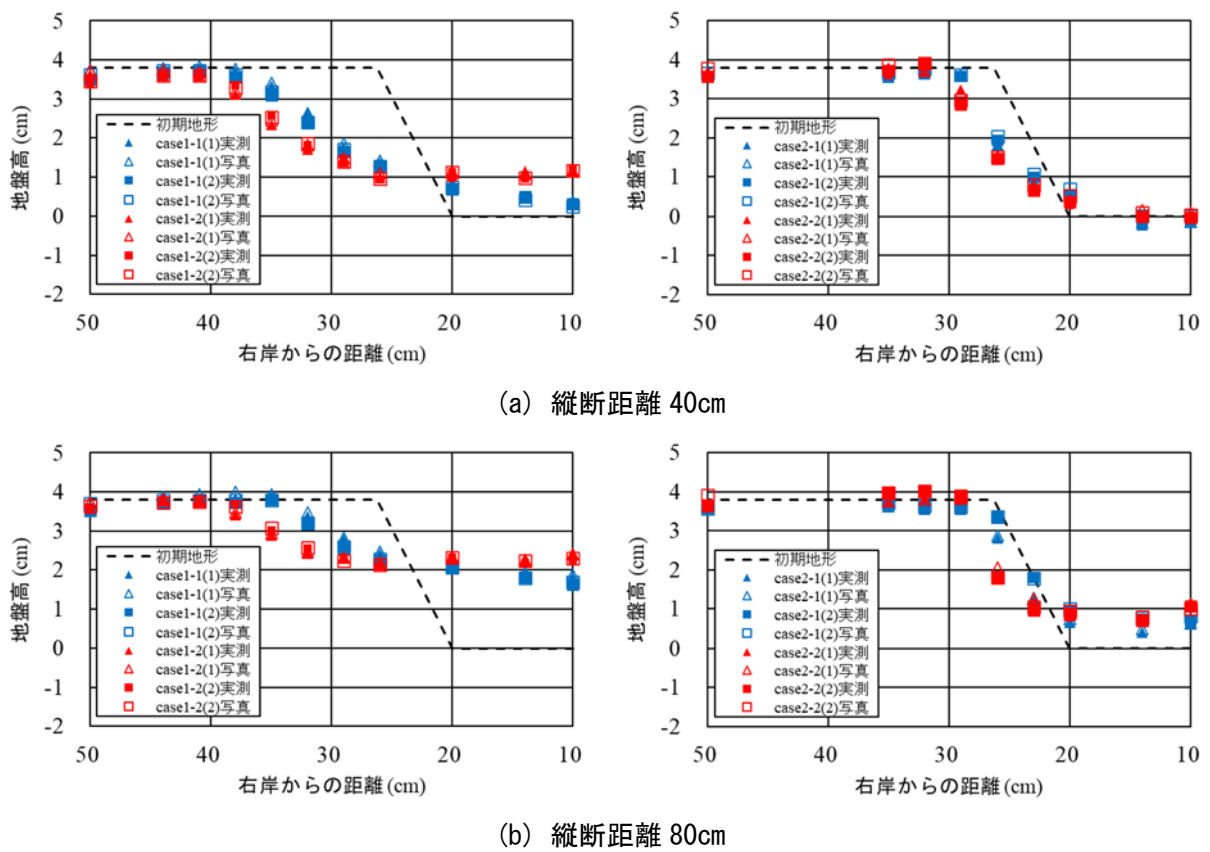 5
4
3
2
1
0
-1
-2
地盤高 (cm)
初期地形
case1-1(1)実測
case1-1(1)写真
case1-1(2)実測
case1-1(2)写真
case1-2(1)実測
case1-2(1)写真
case1-2(2)実測
case1-2(2)写真
50 40 30 20 10
右岸からの距離 (cm)
5
4
3
2
1
0
-1
-2
地盤高 (cm)
初期地形
case2-1(1)実測
case2-1(1)写真
case2-1(2)実測
case2-1(2)写真
case2-2(1)実測
case2-2(1)写真
case2-2(2)実測
case2-2(2)写真
50 40 30 20 10
右岸からの距離 (cm)
(a) 縦断距離 40cm
5
4
3
2
1
0
-1
-2
地盤高 (cm)
初期地形
case1-1(1)実測
case1-1(1)写真
case1-1(2)実測
case1-1(2)写真
case1-2(1)実測
case1-2(1)写真
case1-2(2)実測
case1-2(2)写真
50 40 30 20 10
右岸からの距離 (cm)
5
4
3
2
1
0
-1
-2
地盤高 (cm)
初期地形
case2-1(1)実測
case2-1(1)写真
case2-1(2)実測
case2-1(2)写真
case2-2(1)実測
case2-2(1)写真
case2-2(2)実測
case2-2(2)写真
50 40 30 20 10
右岸からの距離 (cm)
(b) 縦断距離 80cm